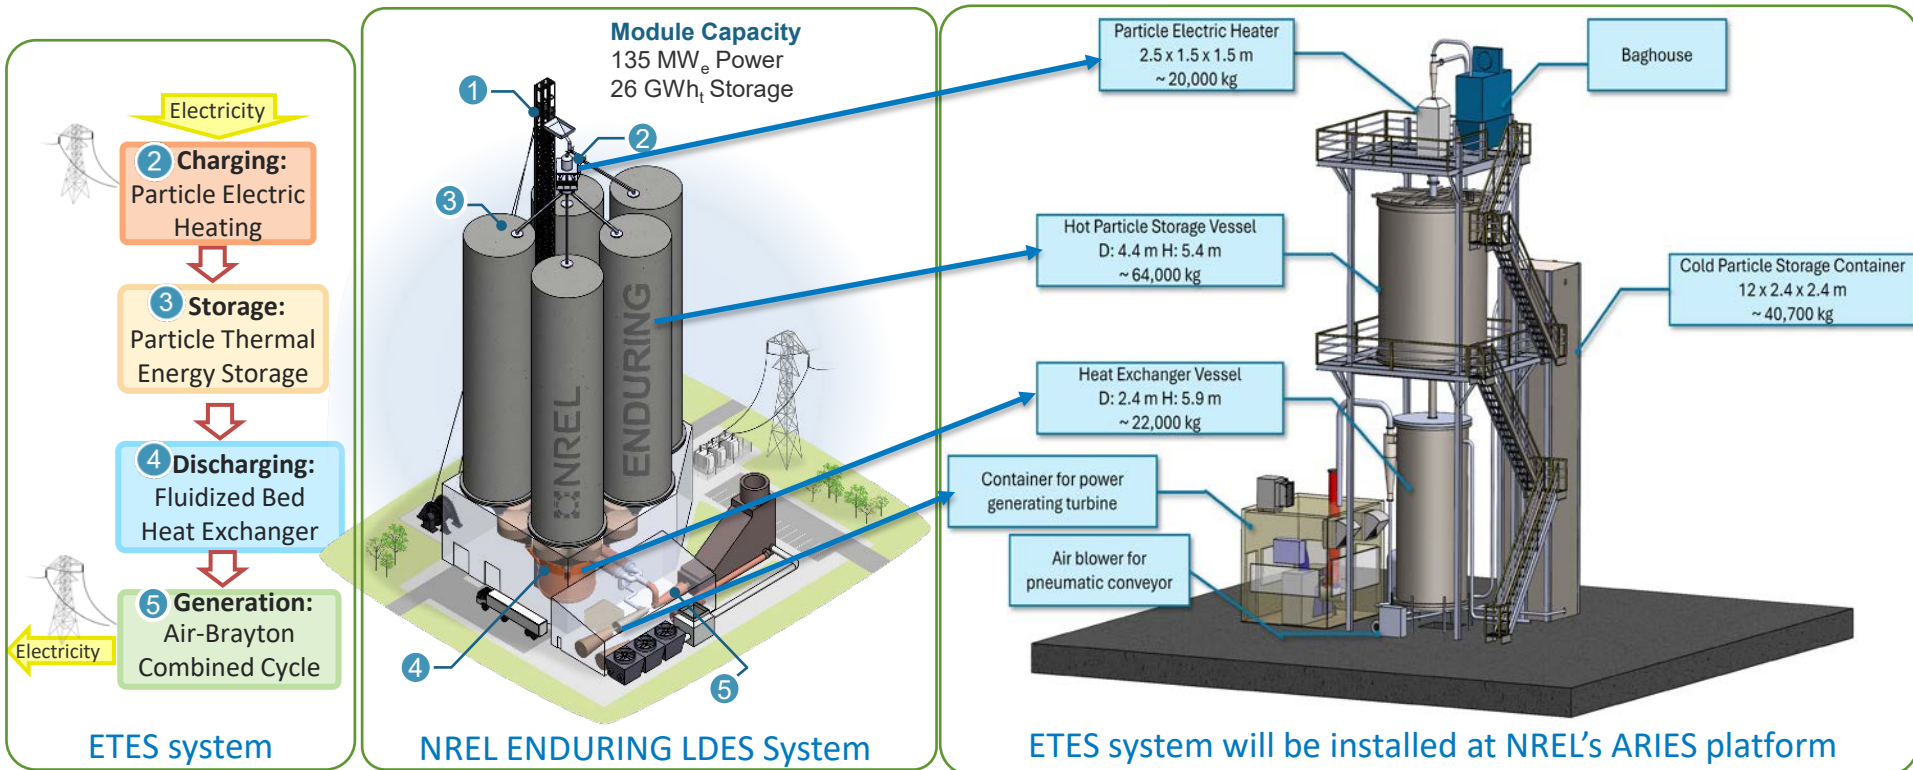 Electricity
2 Charging:
Particle Electric
Heating
3 Storage:
Particle Thermal
Energy Storage
4 Discharging:
Fluidized Bed
Heat Exchanger
5 Generation:
Air-Brayton
Combined Cycle
Electricity
ETES system
Module Capacity
135 MWe Power
26 GWht Storage
1
2
3
NREL
ENDURING
4
5
NREL ENDURING LDES System
Particle Electric Heater
2.5 x 1.5 x 1.5 m
~ 20,000 kg
Baghouse
Hot Particle Storage Vessel
D: 4.4 m H: 5.4 m
~ 64,000 kg
Cold Particle Storage Container
12 x 2.4 x 2.4 m
~ 40,700 kg
Heat Exchanger Vessel
D: 2.4 m H: 5.9 m
~ 22,000 kg
Container for power
generating turbine
Air blower for
pneumatic conveyor
ETES system will be installed at NREL’s ARIES platform